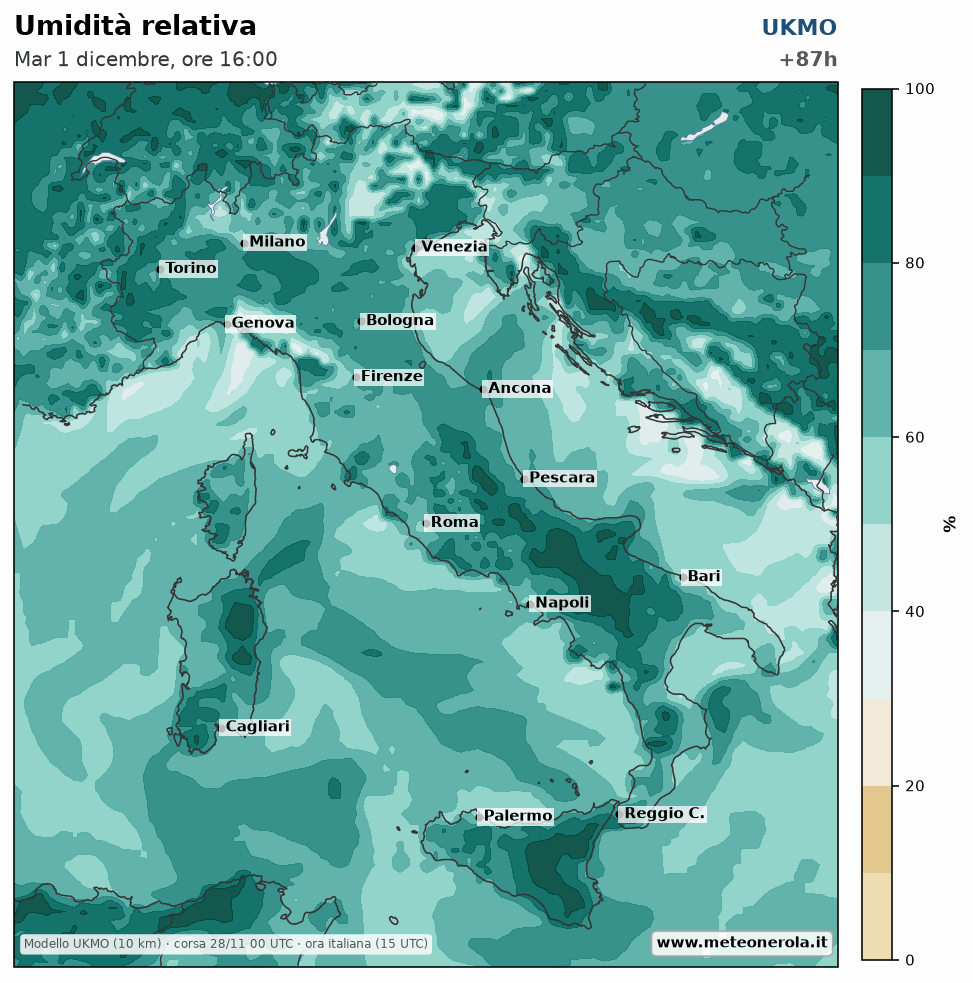 Umidità relativa
UKMO
Mar 1 dicembre, ore 16:00
+87h
100
80
60
40
20
0
%
Milano
Venezia
Torino
Genova
Bologna
Firenze
Ancona
Pescara
Roma
Bari
Napoli
Cagliari
Palermo
Reggio C.
Modello UKMO (10 km) · corsa 28/11 00 UTC · ora italiana (15 UTC)
www.meteonerola.it